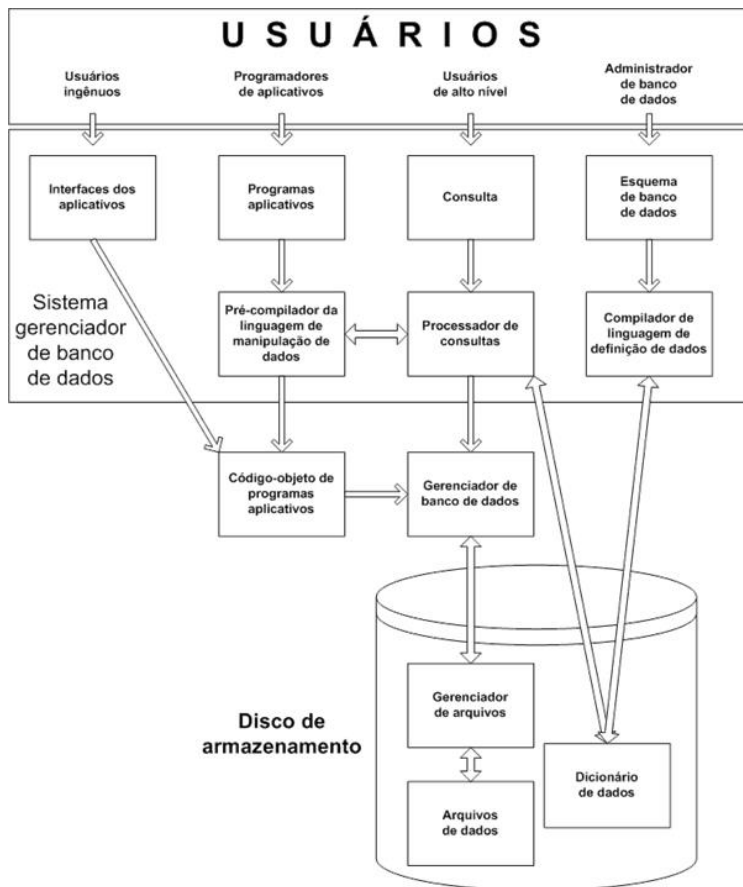 USUÁRIOS
Usuários
ingênuos
Programadores
de aplicativos
Usuários
de alto nível
Administrador
de banco
de dados
Interfaces dos
aplicativos
Programas
aplicativos
Consulta
Esquema
de banco
de dados
Sistema
gerenciador
de banco
de dados
Pré-compilador da
linguagem de
manipulação de
dados
Processador de
consultas
Compilador de
linguagem de
definição de dados
Código-objeto de
programas
aplicativos
Gerenciador de
banco de dados
Disco de
armazenamento
Gerenciador
de arquivos
Arquivos
de dados
Dicionário
de dados